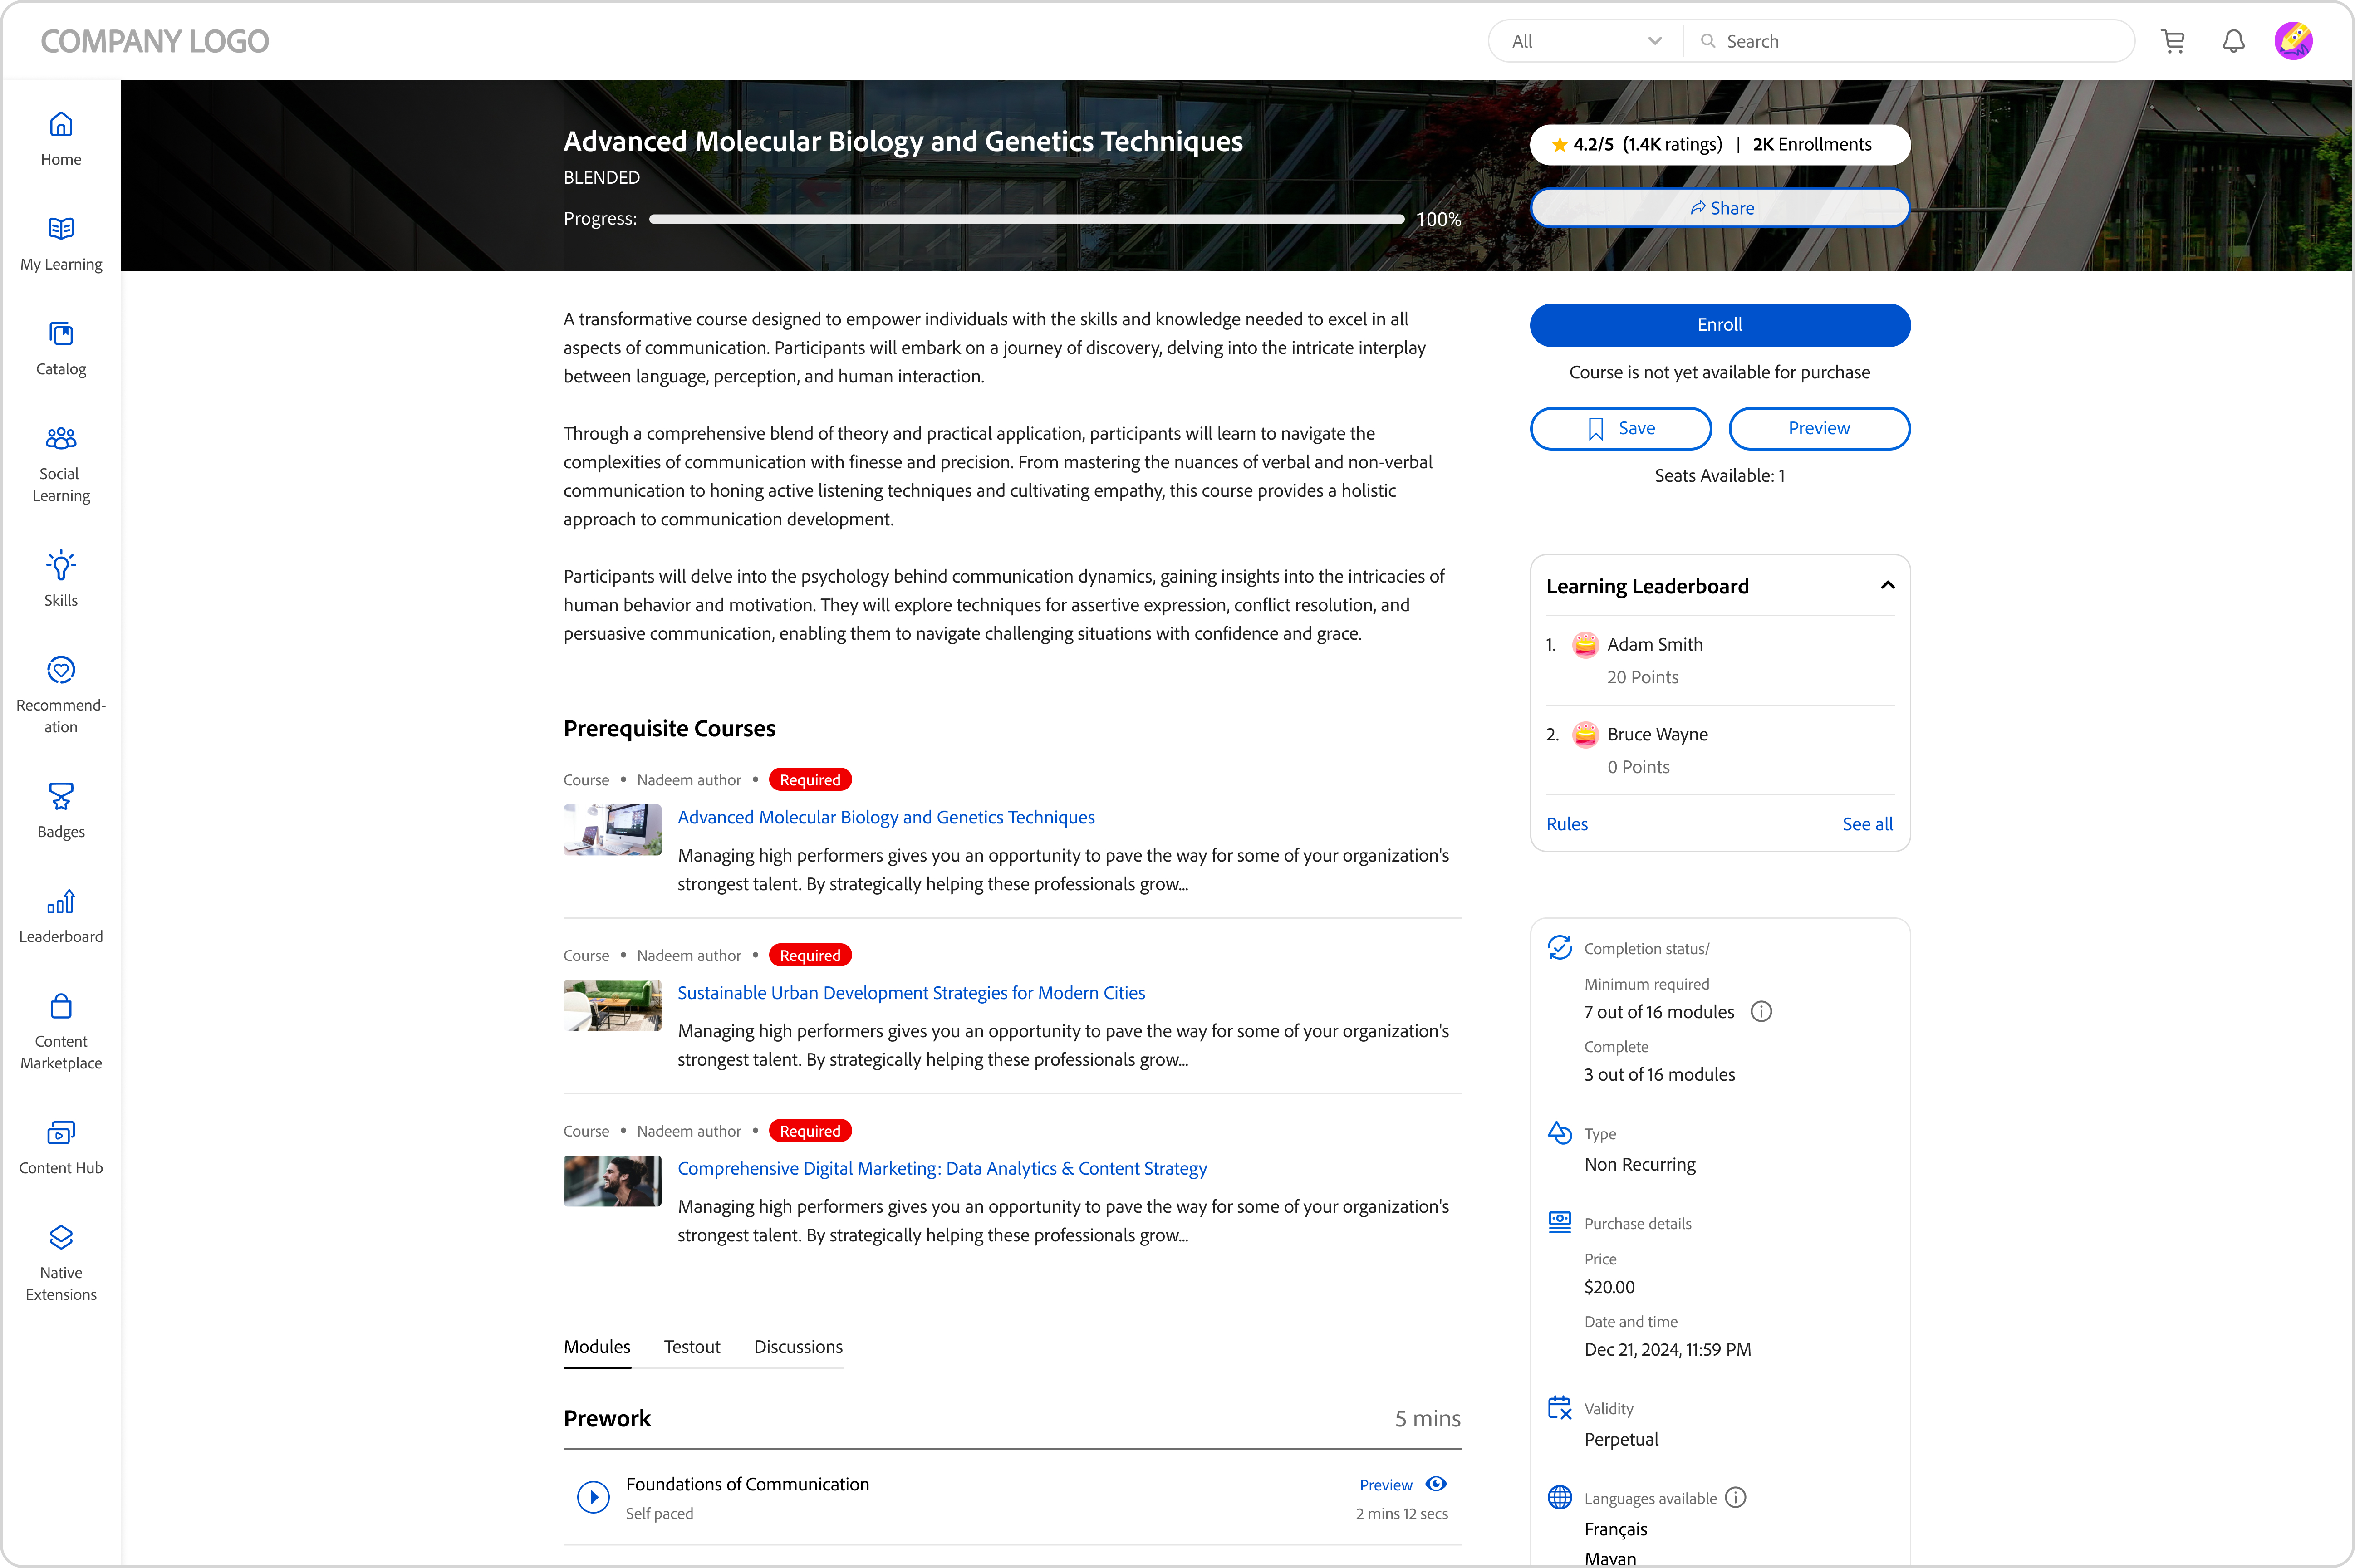 COMPANY LOGO
All
Search
Home
My Learning
Catalog
Social
Learning
Skills
Recommend-
ation
Badges
Leaderboard
Content
Marketplace
Content Hub
Native
Extensions
Advanced Molecular Biology and Genetics Techniques
BLENDED
Progress: 100%
4.2/5 (1.4K ratings) | 2K Enrollments
Share
A transformative course designed to empower individuals with the skills and knowledge needed to excel in all
aspects of communication. Participants will embark on a journey of discovery, delving into the intricate interplay
between language, perception, and human interaction.
Through a comprehensive blend of theory and practical application, participants will learn to navigate the
complexities of communication with finesse and precision. From mastering the nuances of verbal and non-verbal
communication to honing active listening techniques and cultivating empathy, this course provides a holistic
approach to communication development.
Participants will delve into the psychology behind communication dynamics, gaining insights into the intricacies of
human behavior and motivation. They will explore techniques for assertive expression, conflict resolution, and
persuasive communication, enabling them to navigate challenging situations with confidence and grace.
Prerequisite Courses
Course • Nadeem author • Required
Advanced Molecular Biology and Genetics Techniques
Managing high performers gives you an opportunity to pave the way for some of your organization's
strongest talent. By strategically helping these professionals grow...
Course • Nadeem author • Required
Sustainable Urban Development Strategies for Modern Cities
Managing high performers gives you an opportunity to pave the way for some of your organization's
strongest talent. By strategically helping these professionals grow...
Course • Nadeem author • Required
Comprehensive Digital Marketing: Data Analytics & Content Strategy
Managing high performers gives you an opportunity to pave the way for some of your organization's
strongest talent. By strategically helping these professionals grow...
Modules Testout Discussions
Prework 5 mins
Foundations of Communication Preview
Self paced 2 mins 12 secs
Enroll
Course is not yet available for purchase
Save Preview
Seats Available: 1
Learning Leaderboard
1. Adam Smith
20 Points
2. Bruce Wayne
0 Points
Rules See all
Completion status/
Minimum required
7 out of 16 modules
Complete
3 out of 16 modules
Type
Non Recurring
Purchase details
Price
$20.00
Date and time
Dec 21, 2024, 11:59 PM
Validity
Perpetual
Languages available
Français
Mayan